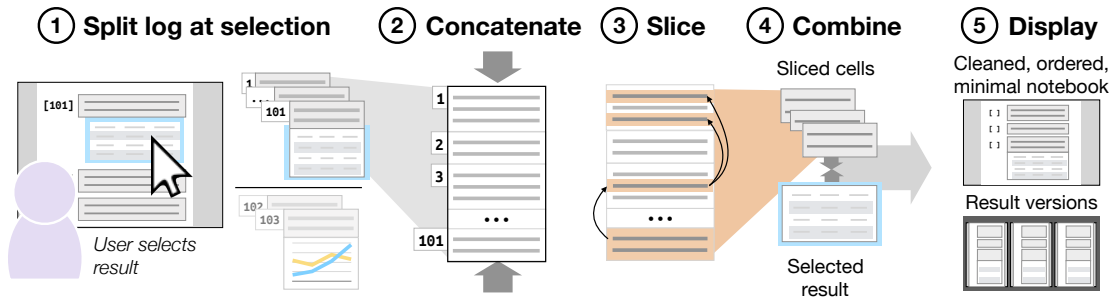 1 Split log at selection
2 Concatenate
3 Slice
4 Combine
5 Display
[101]
User selects
result
1
...
101
102
103
1
2
3
...
101
...
Sliced cells
Selected
result
Cleaned, ordered,
minimal notebook
[ ]
[ ]
[ ]
Result versions